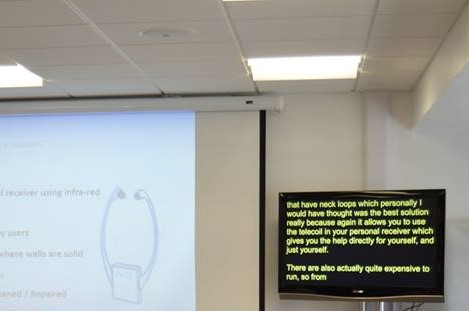 l receiver using infra-red
y users
where walls are solid
aned / Repaired
that have neck loops which personally I
would have thought was the best solution
really because again it allows you to use
the telecoil in your personal receiver which
gives you the help directly for yourself, and
just yourself.
There are also actually quite expensive to
run, so from